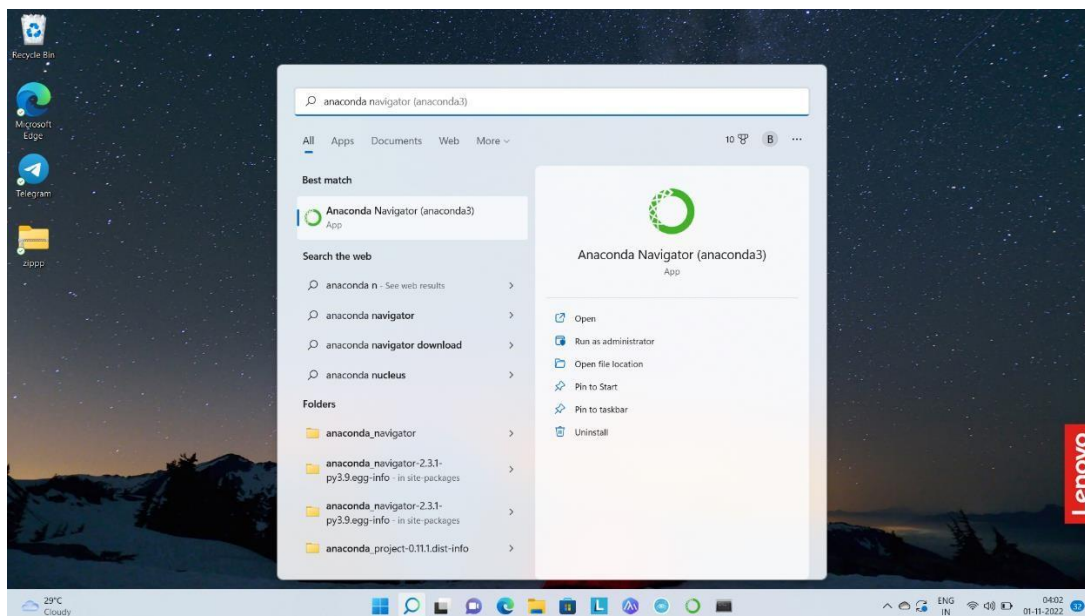 Recycle Bin
Microsoft
Edge
Telegram
zippp
anaconda navigator (anaconda3)
All Apps Documents Web More
10 B ...
Best match
Anaconda Navigator (anaconda3)
App
Search the web
anaconda n - See web results
anaconda navigator
anaconda navigator download
anaconda nucleus
Folders
anaconda_navigator
anaconda_navigator-2.3.1-
py3.9.egg-info - in site-packages
anaconda_navigator-2.3.1-
py3.9.egg-info - in site-packages
anaconda_project-0.11.1.dist-info
Anaconda Navigator (anaconda3)
App
Open
Run as administrator
Open file location
Pin to Start
Pin to taskbar
Uninstall
Lenovo
29°C
Cloudy
L
ENG
IN
04:02
01-11-2022
37